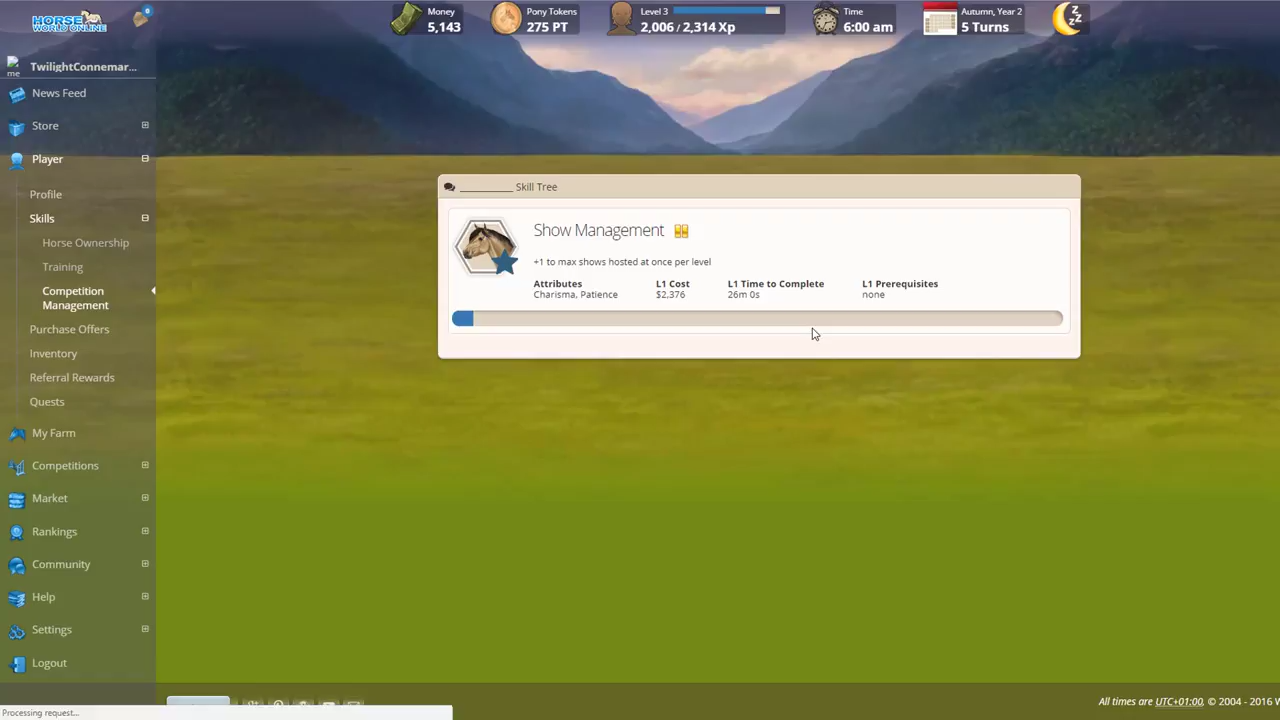 HORSE
WORLD ONLINE
0
Money
5,143
Pony Tokens
275 PT
Level 3
2,006 / 2,314 Xp
Time
6:00 am
Autumn, Year 2
5 Turns
Z
Z Z
me
TwilightConnemar...
News Feed
Store
Player
Profile
Skills
Horse Ownership
Training
Competition
Management
Purchase Offers
Inventory
Referral Rewards
Quests
My Farm
Competitions
Market
Rankings
Community
Help
Settings
Logout
___________ Skill Tree
Show Management
+1 to max shows hosted at once per level
Attributes
Charisma, Patience
L1 Cost
$2,376
L1 Time to Complete
26m 0s
L1 Prerequisites
none
All times are UTC+01:00. © 2004 - 2016 W
Processing request...